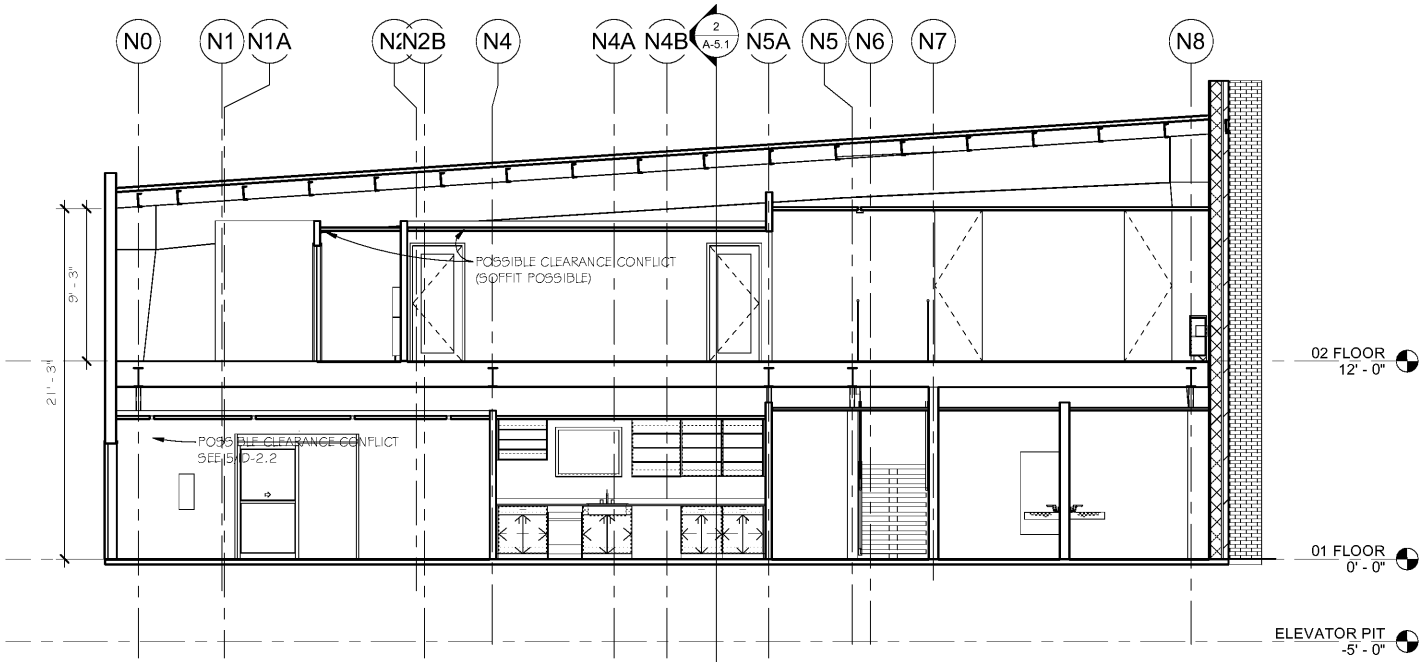 N0
N1
N1A
N2
N2B
N4
N4A
N4B
2
A-5.1
N5A
N5
N6
N7
N8
POSSIBLE CLEARANCE CONFLICT
(SOFFIT POSSIBLE)
9' - 3"
21' - 3"
02 FLOOR
12' - 0"
POSSIBLE CLEARANCE CONFLICT
SEE 5/ID-2.2
01 FLOOR
0' - 0"
ELEVATOR PIT
-5' - 0"